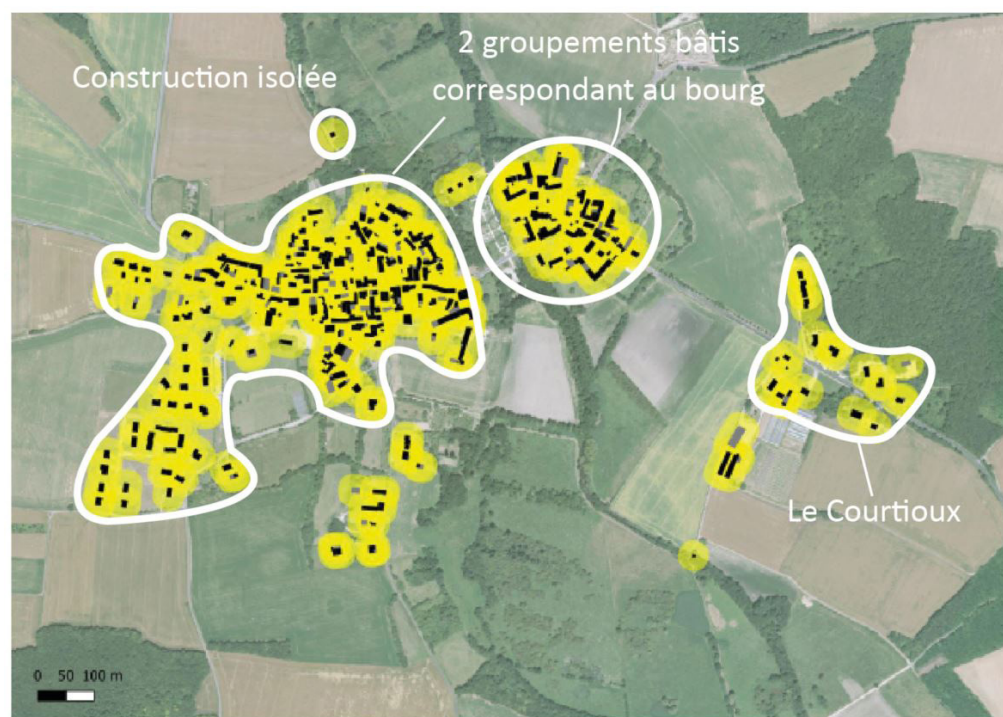 2 groupements bâtis
correspondant au bourg
Construction isolée
Le Courtioux
0 50 100 m